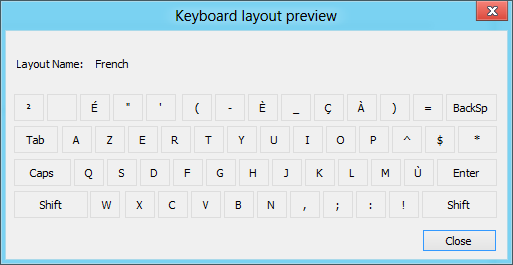 Keyboard layout preview
Layout Name: French
² É " ' ( - È _ Ç À ) = BackSp
Tab A Z E R T Y U I O P ^ $ *
Caps Q S D F G H J K L M Ù Enter
Shift W X C V B N , ; : ! Shift
Close